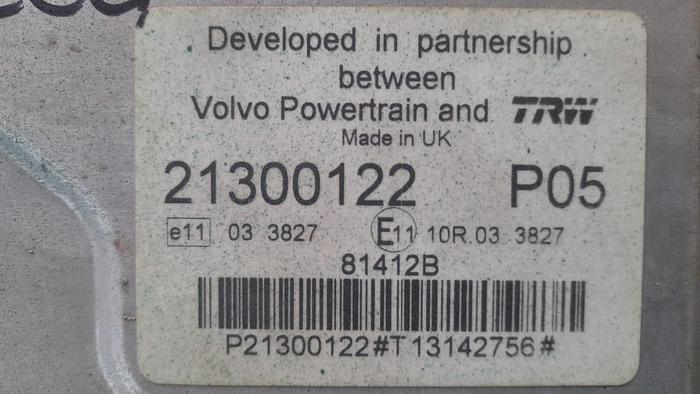 Developed in partnership
between
Volvo Powertrain and TRW
Made in UK
21300122 P05
e11 03 3827 E11 10R.03 3827
81412B
P21300122#T13142756#